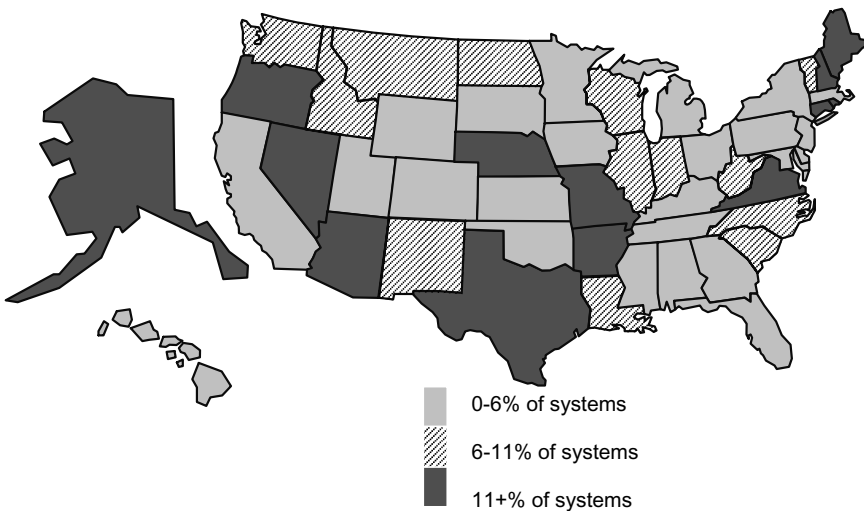 0-6% of systems
6-11% of systems
11+% of systems